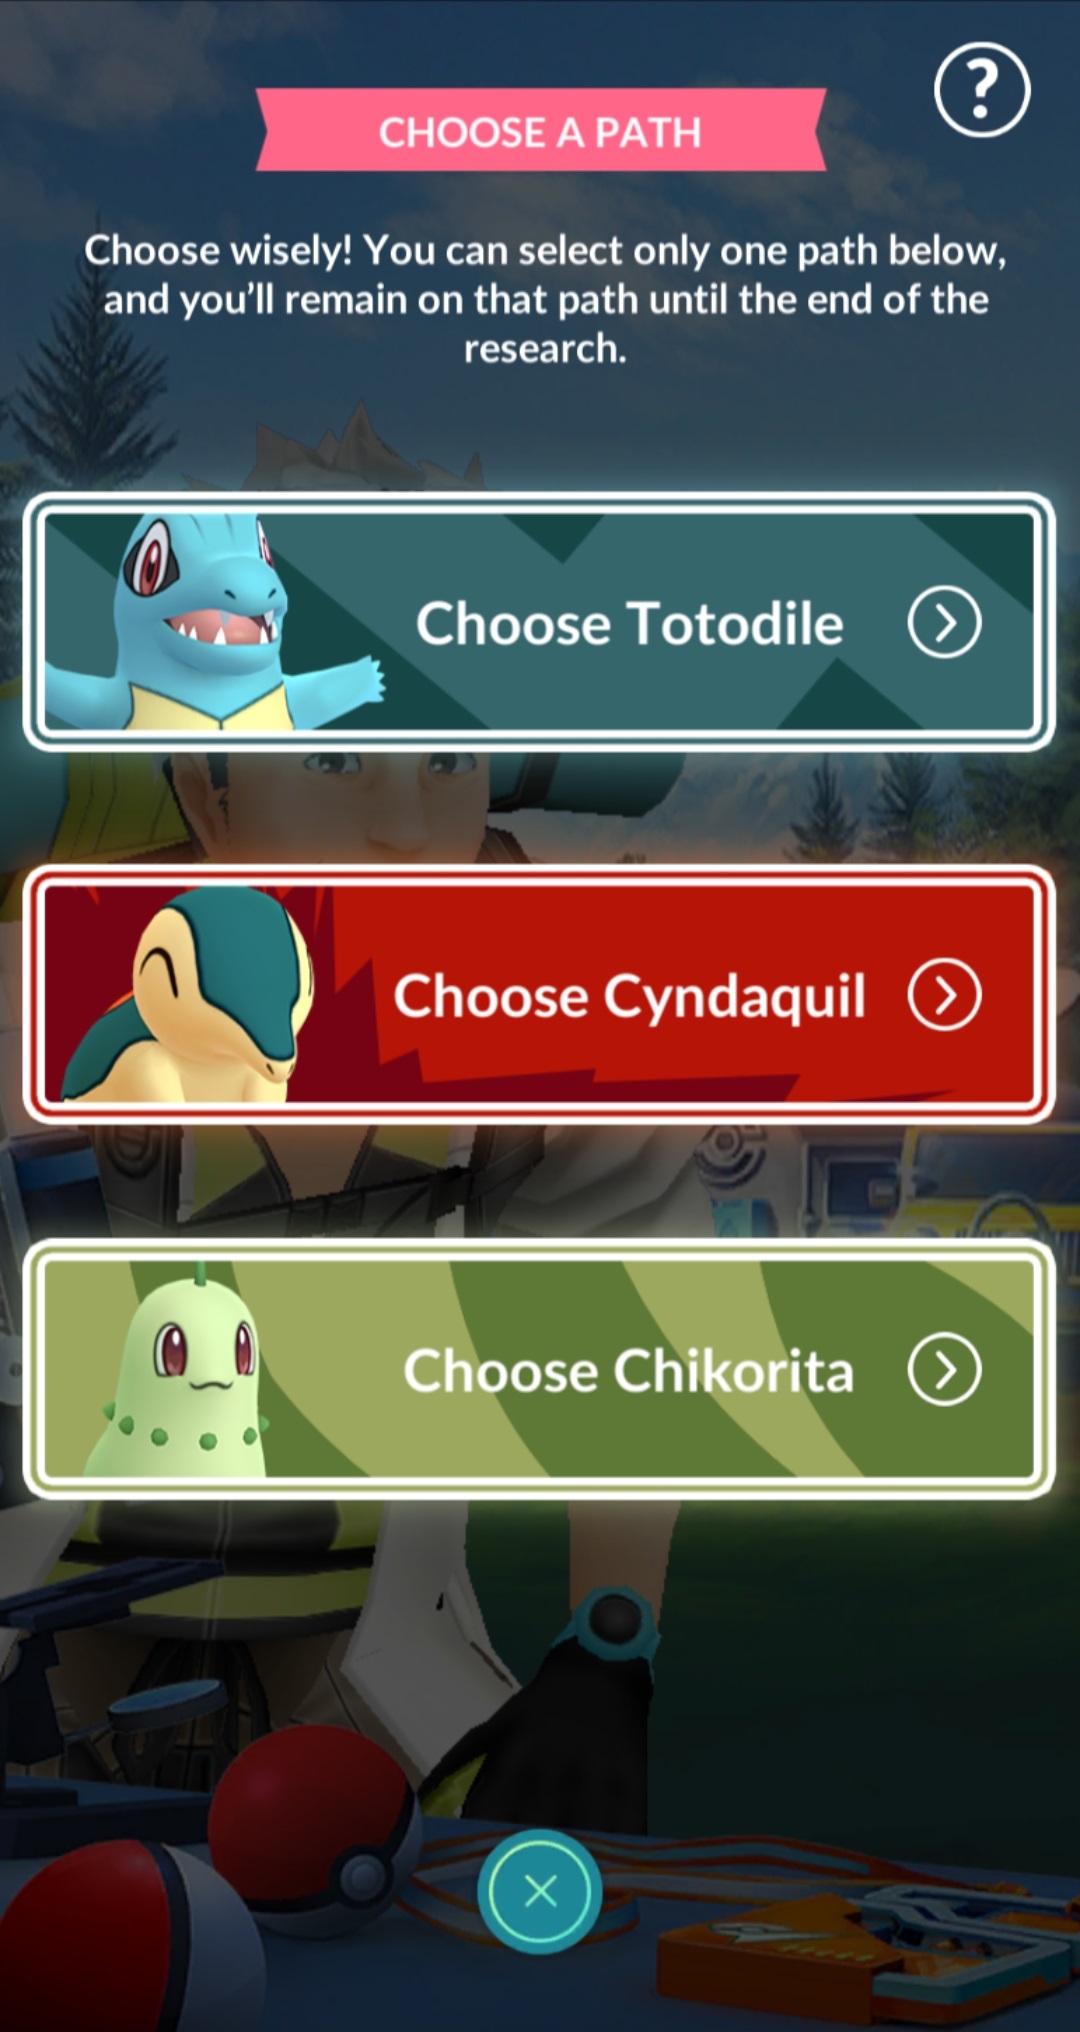 ?
CHOOSE A PATH
Choose wisely! You can select only one path below,
and you’ll remain on that path until the end of the
research.
Choose Totodile
Choose Cyndaquil
Choose Chikorita